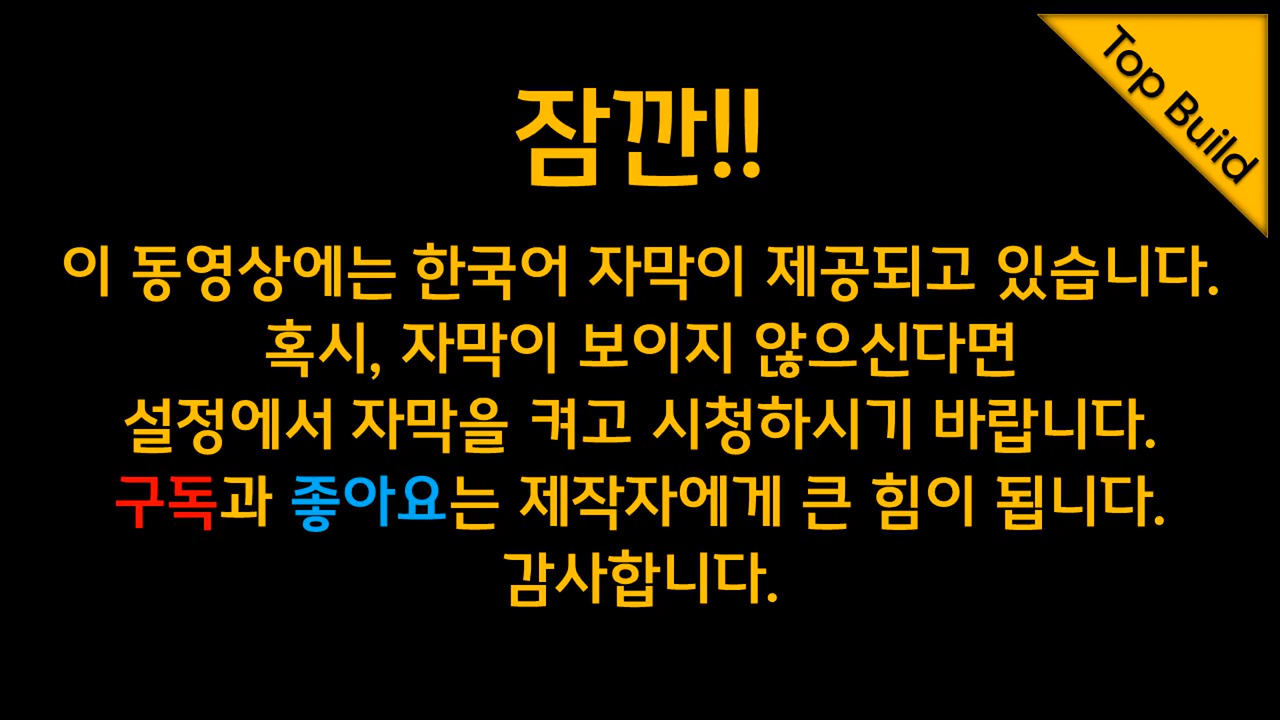 Top Build
잠깐!!
이 동영상에는 한국어 자막이 제공되고 있습니다.
혹시, 자막이 보이지 않으신다면
설정에서 자막을 켜고 시청하시기 바랍니다.
구독과 좋아요는 제작자에게 큰 힘이 됩니다.
감사합니다.